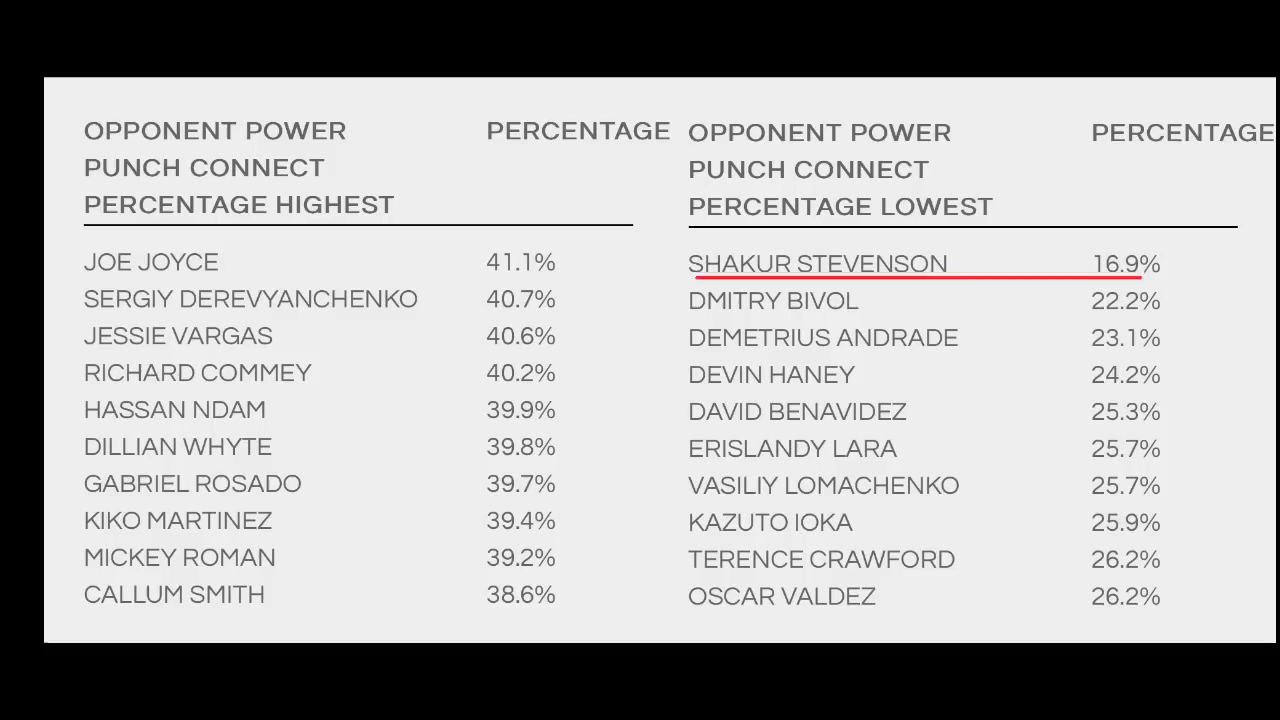 OPPONENT POWER PERCENTAGE
PUNCH CONNECT
PERCENTAGE HIGHEST
JOE JOYCE 41.1%
SERGIY DEREVYANCHENKO 40.7%
JESSIE VARGAS 40.6%
RICHARD COMMEY 40.2%
HASSAN NDAM 39.9%
DILLIAN WHYTE 39.8%
GABRIEL ROSADO 39.7%
KIKO MARTINEZ 39.4%
MICKEY ROMAN 39.2%
CALLUM SMITH 38.6%
OPPONENT POWER PERCENTAGE
PUNCH CONNECT
PERCENTAGE LOWEST
SHAKUR STEVENSON 16.9%
DMITRY BIVOL 22.2%
DEMETRIUS ANDRADE 23.1%
DEVIN HANEY 24.2%
DAVID BENAVIDEZ 25.3%
ERISLANDY LARA 25.7%
VASILIY LOMACHENKO 25.7%
KAZUTO IOKA 25.9%
TERENCE CRAWFORD 26.2%
OSCAR VALDEZ 26.2%